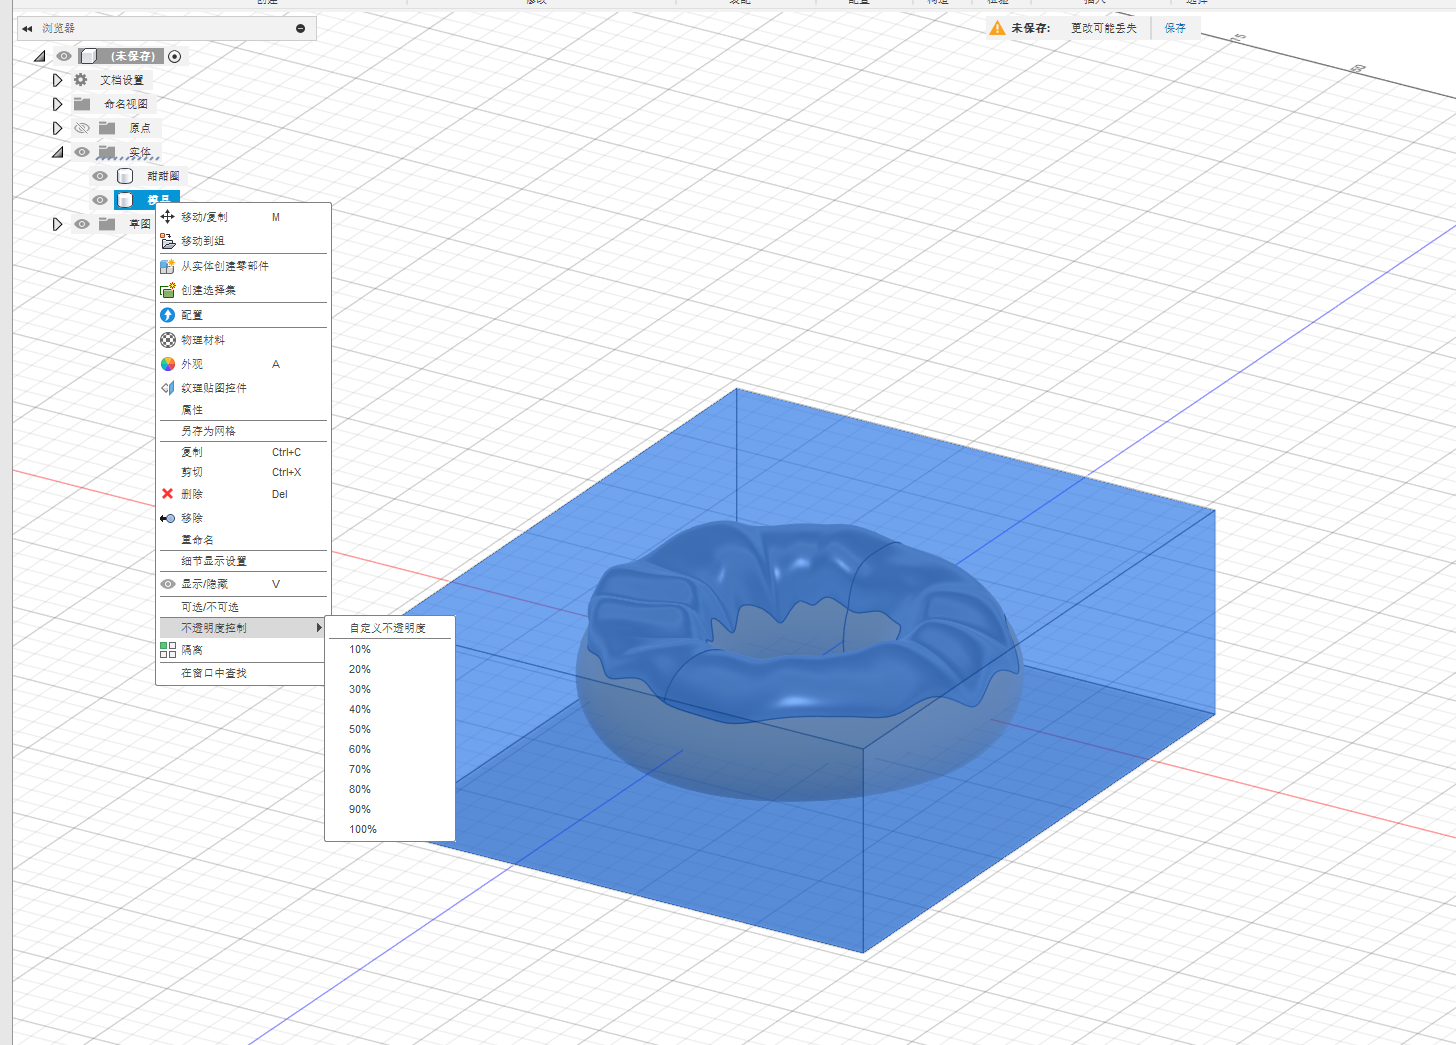 浏览器
未保存: 更改可能丢失 保存
75
50
(未保存)
文档设置
命名视图
原点
实体
甜甜圈
模具
草图
移动/复制 M
移动到组
从实体创建零部件
创建选择集
配置
物理材料
外观 A
纹理贴图控件
属性
另存为网格
复制 Ctrl+C
剪切 Ctrl+X
删除 Del
移除
重命名
细节显示设置
显示/隐藏 V
可选/不可选
不透明度控制
隔离
在窗口中查找
自定义不透明度
10%
20%
30%
40%
50%
60%
70%
80%
90%
100%